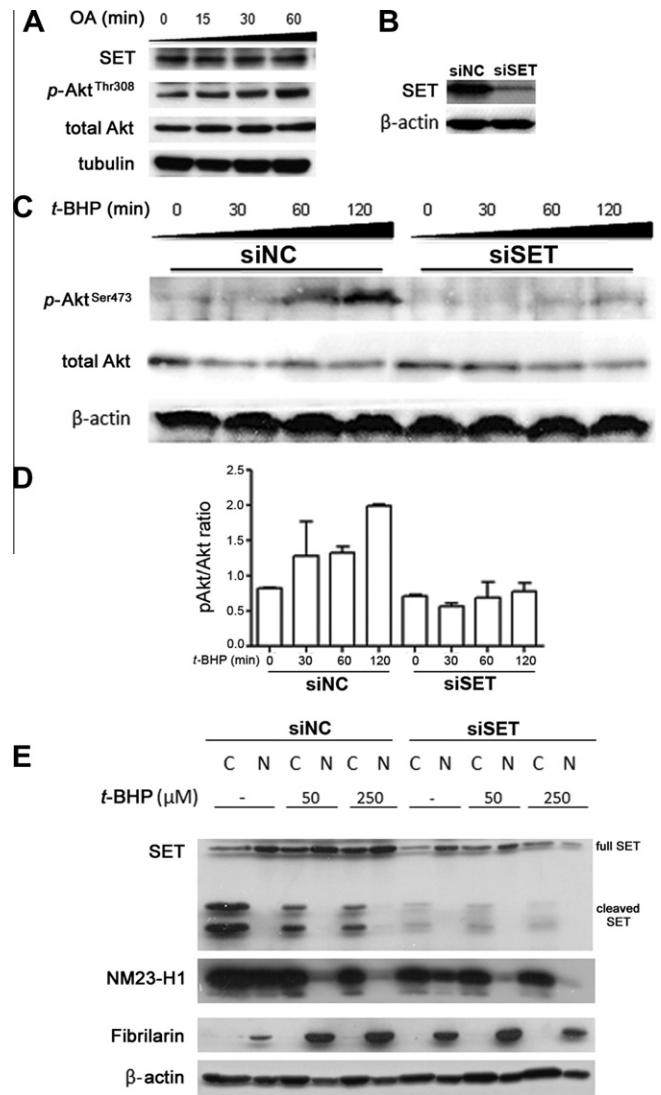 A
OA (min) 0 15 30 60
SET
p-Akt Thr308
total Akt
tubulin
B
siNC siSET
SET
β-actin
C
t-BHP (min) 0 30 60 120 0 30 60 120
siNC siSET
p-Akt Ser473
total Akt
β-actin
D
pAkt/Akt ratio
2.5
2.0
1.5
1.0
0.5
0.0
t-BHP (min) 0 30 60 120 0 30 60 120
siNC siSET
E
siNC siSET
C N C N C N C N C N C N
t-BHP (µM) - 50 250 - 50 250
SET
full SET
cleaved
SET
NM23-H1
Fibrilarin
β-actin